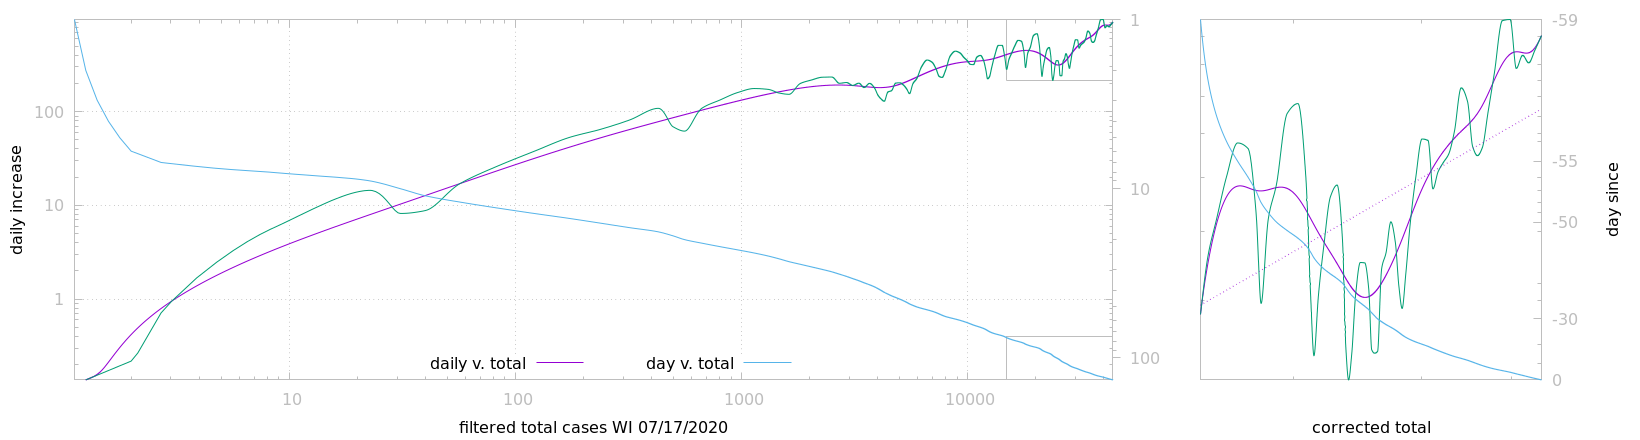 daily increase
100
10
1
10
100
1000
10000
1
10
100
daily v. total
day v. total
filtered total cases WI 07/17/2020
-59
-55
-50
-30
0
day since
corrected total